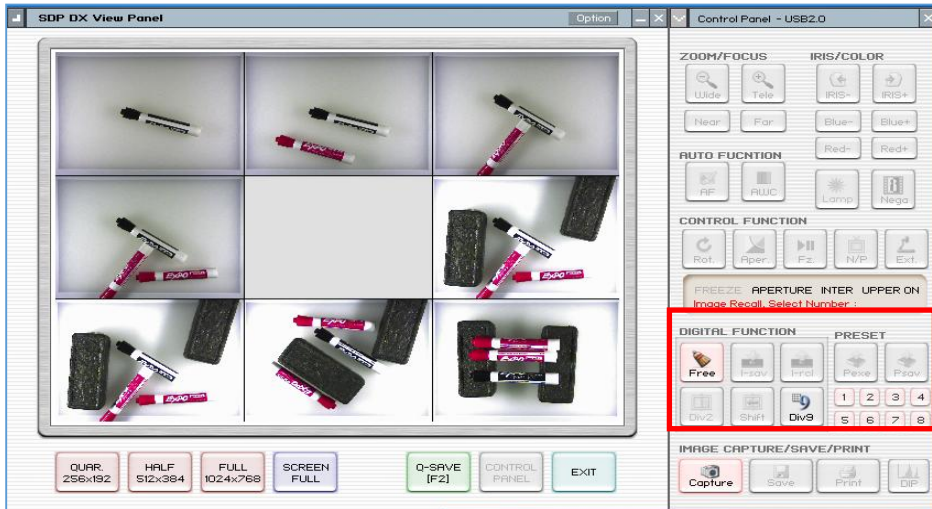 SDP DX View Panel
Option
Control Panel - USB2.0
ZOOM/FOCUS
IRIS/COLOR
Wide
Tele
IRIS-
IRIS+
Near
Far
Blue-
Blue+
AUTO FUCNTION
Red-
Red+
AF
AWC
Lamp
Nega
CONTROL FUNCTION
Rot.
Aper.
Fz.
N/P
Ext.
FREEZE APERTURE INTER UPPER ON
Image Recall, Select Number :
DIGITAL FUNCTION
PRESET
Free
I-sav
I-rcl
Pexe
Psav
Div2
Shift
Div9
1 2 3 4
5 6 7 8
IMAGE CAPTURE/SAVE/PRINT
Capture
Save
Print
DIP
QUAR.
256x192
HALF
512x384
FULL
1024x768
SCREEN
FULL
Q-SAVE
[F2]
CONTROL
PANEL
EXIT
EXPO
EXPO
EXPO